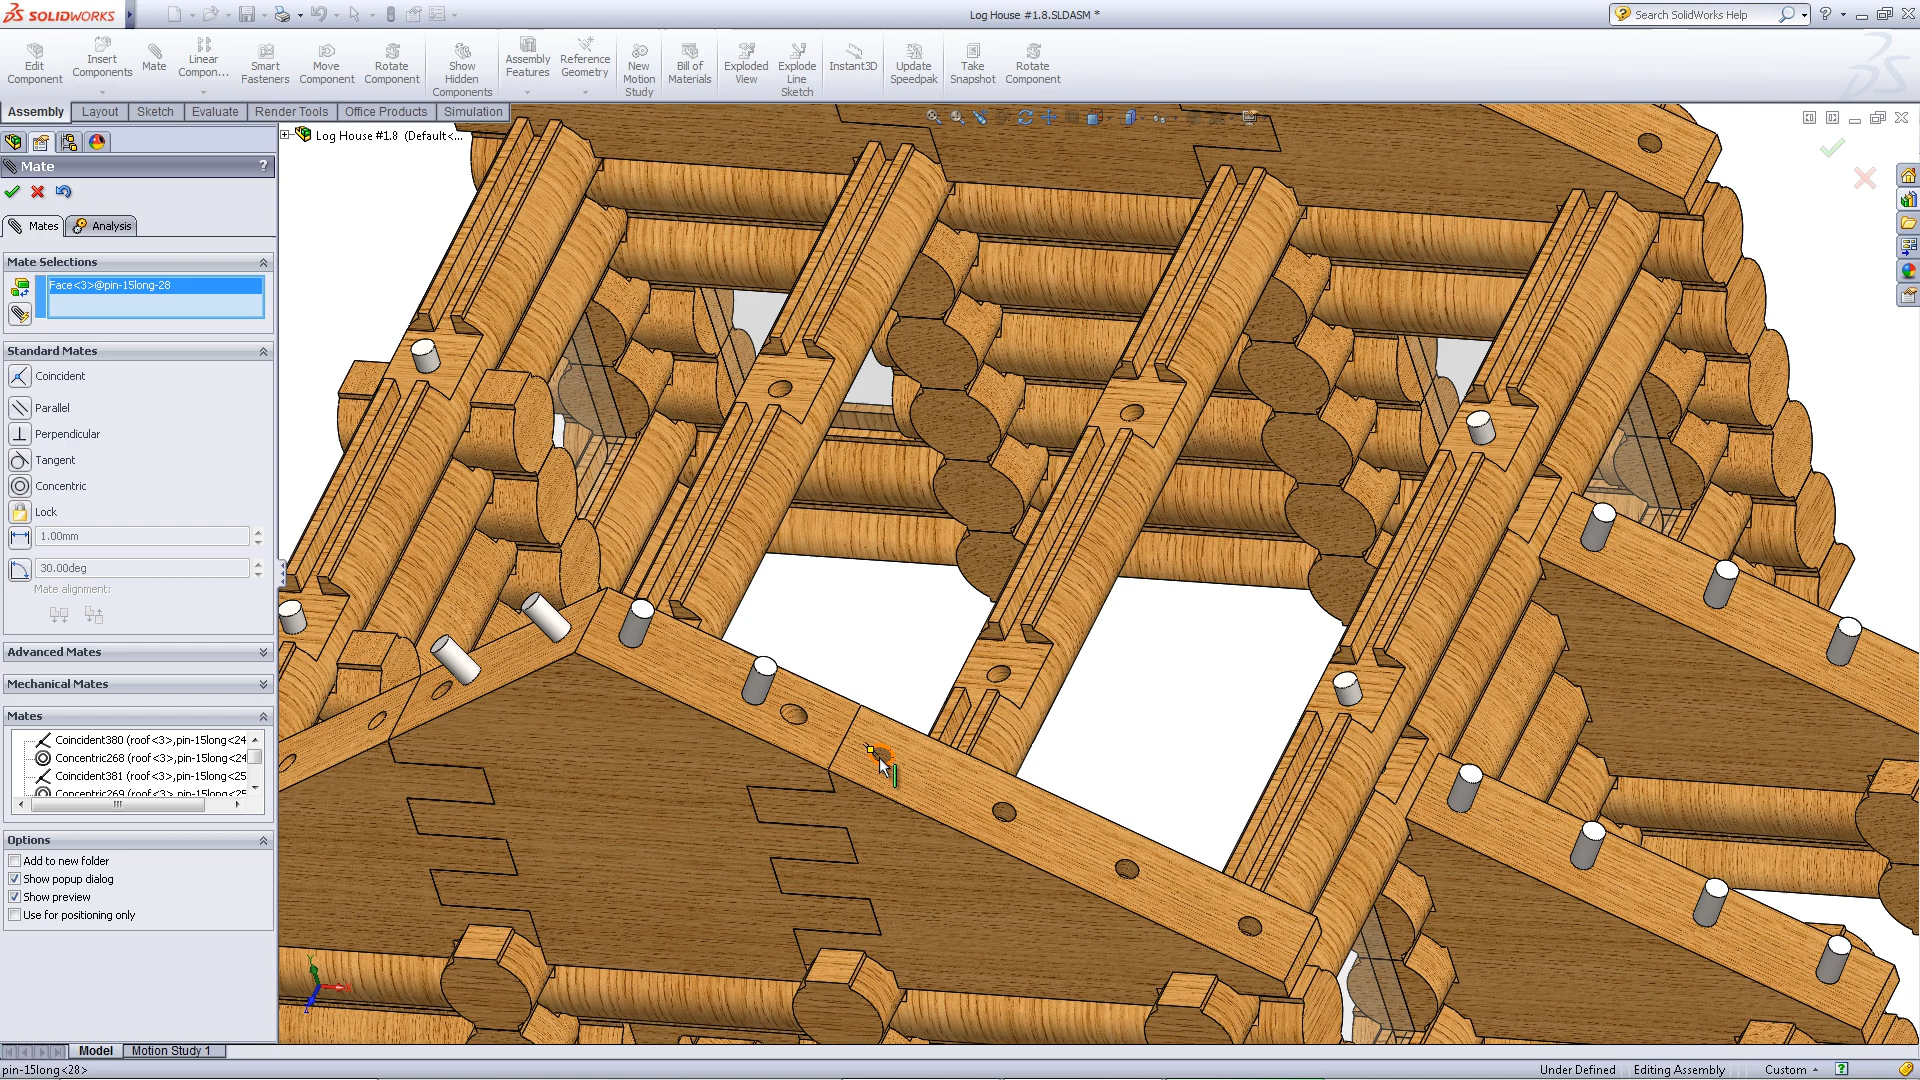 SOLIDWORKS
Log House #1.8.SLDASM *
Search SolidWorks Help
Edit Component
Insert Components
Mate
Linear Compon...
Smart Fasteners
Move Component
Rotate Component
Show Hidden Components
Assembly Features
Reference Geometry
New Motion Study
Bill of Materials
Exploded View
Explode Line Sketch
Instant3D
Update Speedpak
Take Snapshot
Rotate Component
Assembly
Layout
Sketch
Evaluate
Render Tools
Office Products
Simulation
Log House #1.8 (Default<...
Mate
?
Mates
Analysis
Mate Selections
Face<3>@pin-15long-28
Standard Mates
Coincident
Parallel
Perpendicular
Tangent
Concentric
Lock
1.00mm
30.00deg
Mate alignment:
Advanced Mates
Mechanical Mates
Mates
Coincident380 (roof<3>,pin-15long<24
Concentric268 (roof<3>,pin-15long<24
Coincident381 (roof<3>,pin-15long<25
Concentric269 (roof<3>,pin-15long<25
Options
Add to new folder
Show popup dialog
Show preview
Use for positioning only
Model
Motion Study 1
pin-15long<28>
Under Defined
Editing Assembly
Custom